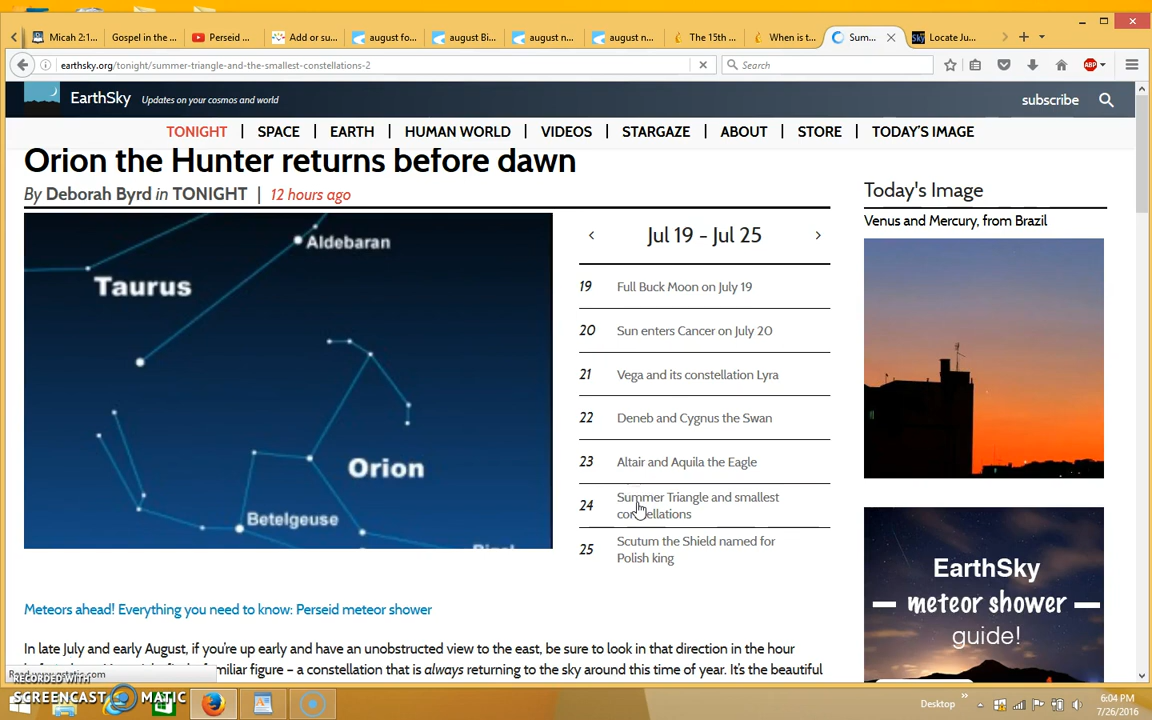 Micah 2:1...
Gospel in the ...
Perseid ...
Add or su...
august fo...
august Bi...
august n...
august n...
The 15th ...
When is t...
Sum...
Locate Ju...
earthsky.org/tonight/summer-triangle-and-the-smallest-constellations-2
Search
ABP
EarthSky
Updates on your cosmos and world
subscribe
TONIGHT | SPACE | EARTH | HUMAN WORLD | VIDEOS | STARGAZE | ABOUT | STORE | TODAY'S IMAGE
Orion the Hunter returns before dawn
By Deborah Byrd in TONIGHT | 12 hours ago
Aldebaran
Taurus
Orion
Betelgeuse
Jul 19 - Jul 25
19 Full Buck Moon on July 19
20 Sun enters Cancer on July 20
21 Vega and its constellation Lyra
22 Deneb and Cygnus the Swan
23 Altair and Aquila the Eagle
24 Summer Triangle and smallest
constellations
25 Scutum the Shield named for
Polish king
Today's Image
Venus and Mercury, from Brazil
EarthSky
meteor shower
guide!
Meteors ahead! Everything you need to know: Perseid meteor shower
In late July and early August, if you're up early and have an unobstructed view to the east, be sure to look in that direction in the hour
familiar figure – a constellation that is always returning to the sky around this time of year. It's the beautiful
RECORDED WITH
SCREENCAST MATIC
Desktop
6:04 PM
7/26/2016